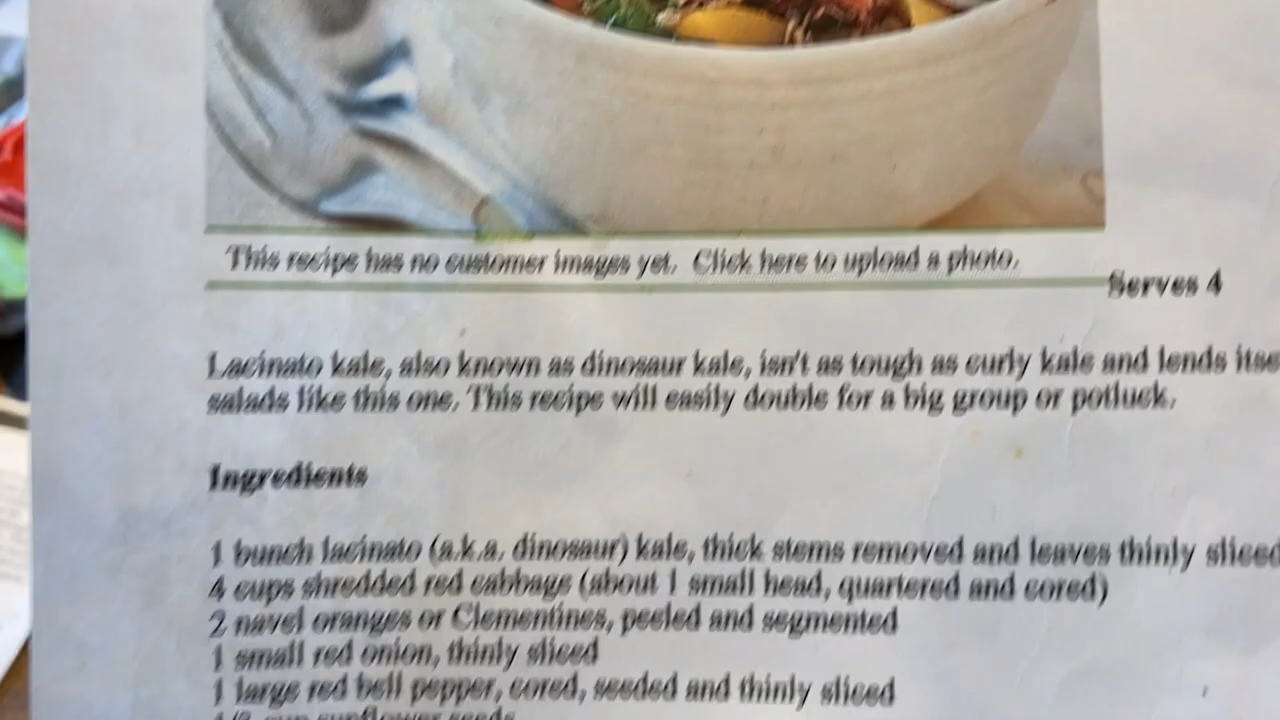 This recipe has no customer images yet. Click here to upload a photo.
Serves 4
Lacinato kale, also known as dinosaur kale, isn't as tough as curly kale and lends itse
salads like this one. This recipe will easily double for a big group or potluck.
Ingredients
1 bunch lacinato (a.k.a. dinosaur) kale, thick stems removed and leaves thinly sliced
4 cups shredded red cabbage (about 1 small head, quartered and cored)
2 navel oranges or Clementines, peeled and segmented
1 small red onion, thinly sliced
1 large red bell pepper, cored, seeded and thinly sliced
cup sunflower seeds